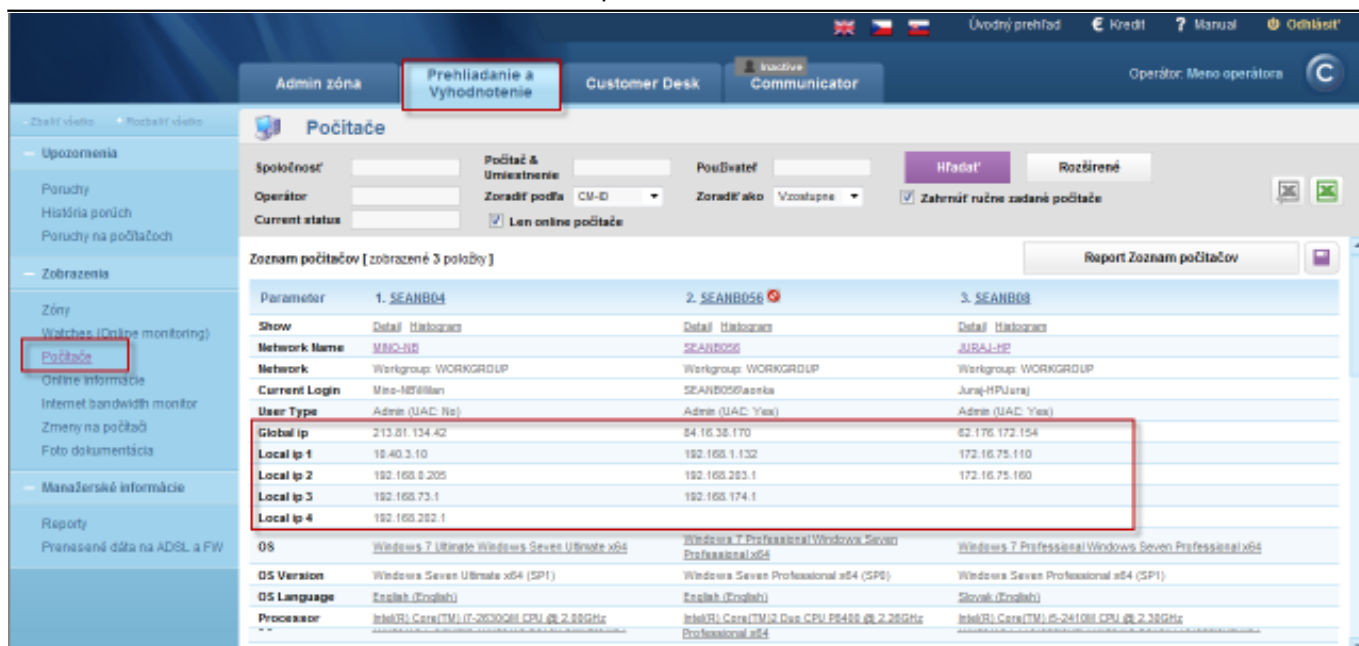 Úvodný prehľad € Kredit ? Manual Odhlásiť
Inactive
Admin zóna Prehliadanie a Vyhodnotenie Customer Desk Communicator
Operátor: Meno operátora
Zbaliť všetko Rozbaliť všetko
Počítače
Upozornenia
Poruchy
História porúch
Poruchy na počítačoch
Zobrazenia
Zóny
Watches (Online monitoring)
Počítače
Online informácie
Internet bandwidth monitor
Zmeny na počítači
Foto dokumentácia
Manažerské informácie
Reporty
Prenesené dáta na ADSL a FW
Spoločnosť Počítač & Umiestnenie Používateľ Hľadať Rozšírené
Operátor Zoradiť podľa CM-ID Zoradiť ako Vzostupne Zahrnúť ručne zadané počítače
Current status Len online počítače
Zoznam počítačov [ zobrazené 3 položky ] Report Zoznam počítačov
Parameter 1. SEANB04 2. SEANB056 3. SEANB08
Show Detail Histogram Detail Histogram Detail Histogram
Network Name MINO-NB SEANB056 JURAJ-HP
Network Workgroup: WORKGROUP Workgroup: WORKGROUP Workgroup: WORKGROUP
Current Login Juraj-HP\Juraj
User Type Admin (UAC: No) Admin (UAC: Yes) Admin (UAC: Yes)
Global ip 213.81.134.42 84.16.38.170 62.176.172.154
Local ip 1 10.40.3.10 192.168.1.132 172.16.75.110
Local ip 2 192.168.0.205 192.168.203.1 172.16.75.160
Local ip 3 192.168.73.1 192.168.174.1
Local ip 4 192.168.202.1
OS Windows 7 Ultimate Windows Seven Ultimate x64 Windows 7 Professional Windows Seven Professional x64 Windows 7 Professional Windows Seven Professional x64
OS Version Windows Seven Ultimate x64 (SP1) Windows Seven Professional x64 (SP0) Windows Seven Professional x64 (SP1)
OS Language English (English) English (English) Slovak (English)
Processor Intel(R) Core(TM) i7-2630QM CPU @ 2.00GHz Intel(R) Core(TM)2 Duo CPU P8400 @ 2.26GHz Intel(R) Core(TM) i5-2410M CPU @ 2.30GHz
Professional x64